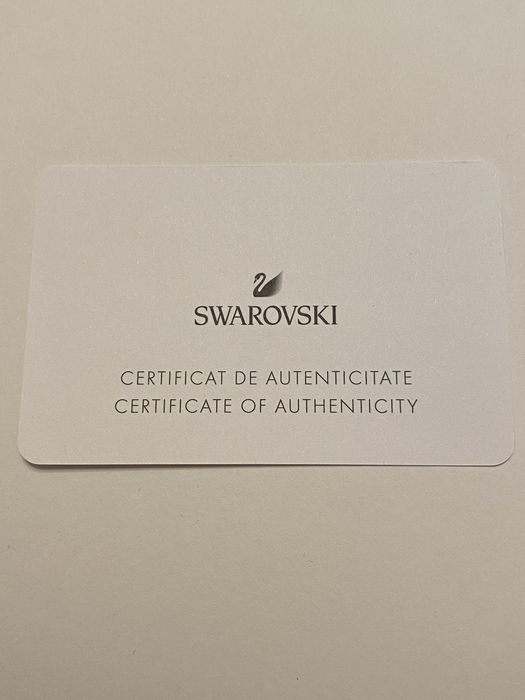 SWAROVSKI
CERTIFICAT DE AUTENTICITATE
CERTIFICATE OF AUTHENTICITY